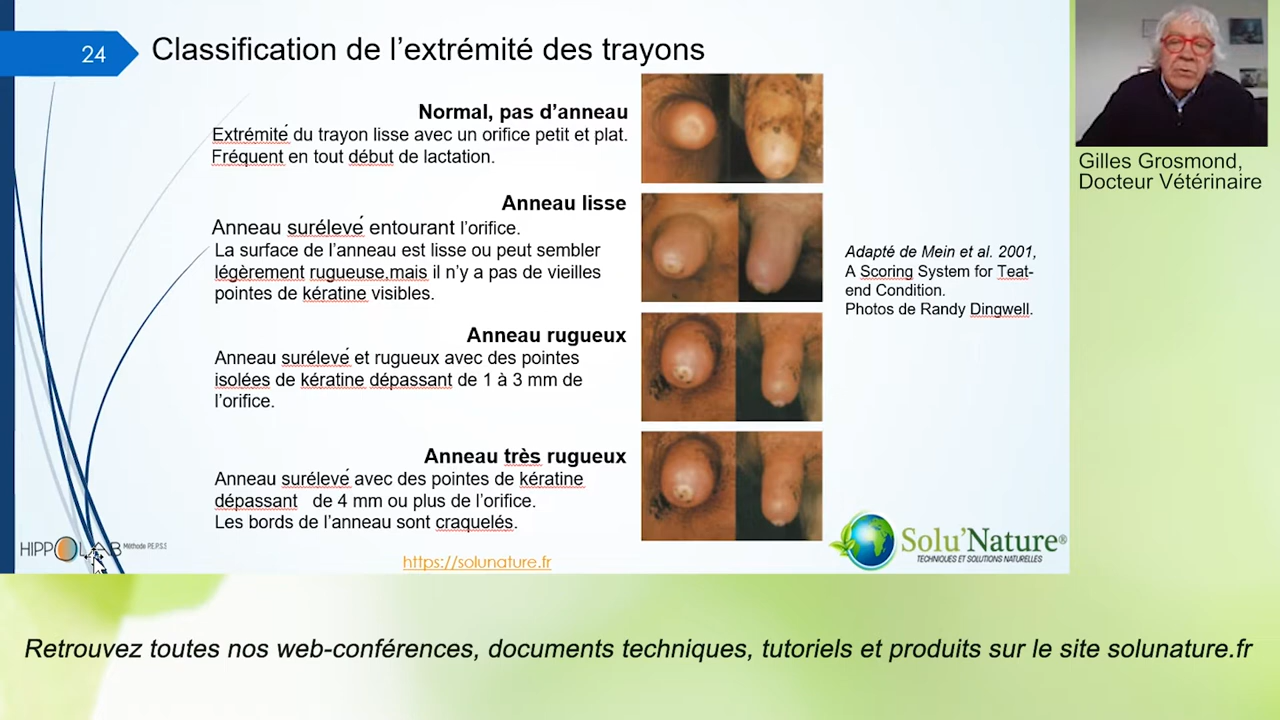 24
Classification de l’extrémité des trayons
Normal, pas d’anneau
Extrémité du trayon lisse avec un orifice petit et plat.
Fréquent en tout début de lactation.
Anneau lisse
Anneau surélevé entourant l’orifice.
La surface de l’anneau est lisse ou peut sembler
légèrement rugueuse,mais il n’y a pas de vieilles
pointes de kératine visibles.
Anneau rugueux
Anneau surélevé et rugueux avec des pointes
isolées de kératine dépassant de 1 à 3 mm de
l’orifice.
Anneau très rugueux
Anneau surélevé avec des pointes de kératine
dépassant de 4 mm ou plus de l’orifice.
Les bords de l’anneau sont craquelés.
Adapté de Mein et al. 2001,
A Scoring System for Teat-
end Condition.
Photos de Randy Dingwell.
Gilles Grosmond,
Docteur Vétérinaire
HIPPOLAB Méthode P.E.P.S.S
https://solunature.fr
Solu’Nature®
TECHNIQUES ET SOLUTIONS NATURELLES
Retrouvez toutes nos web-conférences, documents techniques, tutoriels et produits sur le site solunature.fr